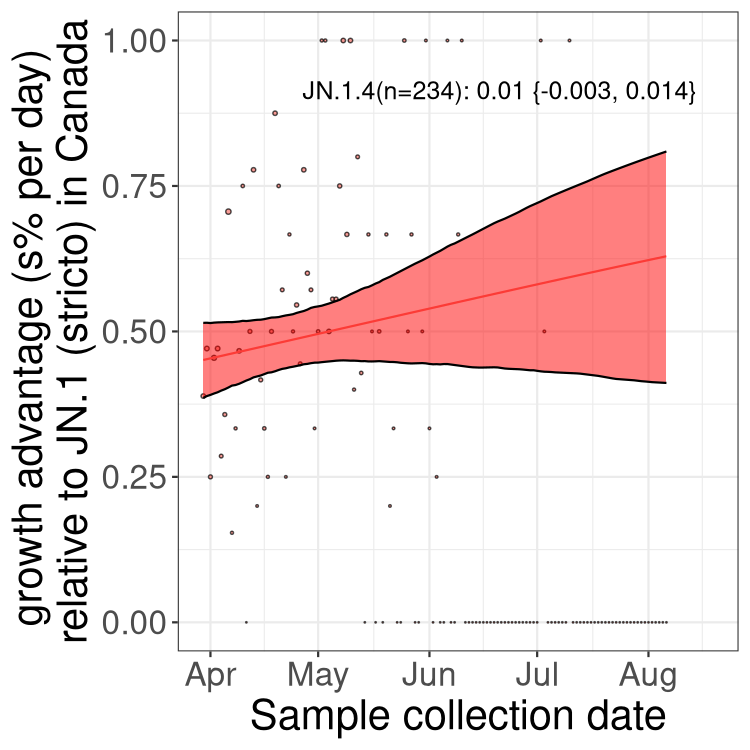 growth advantage (s% per day)
relative to JN.1 (stricto) in Canada
1.00
0.75
0.50
0.25
0.00
JN.1.4(n=234): 0.01 {-0.003, 0.014}
Apr May Jun Jul Aug
Sample collection date